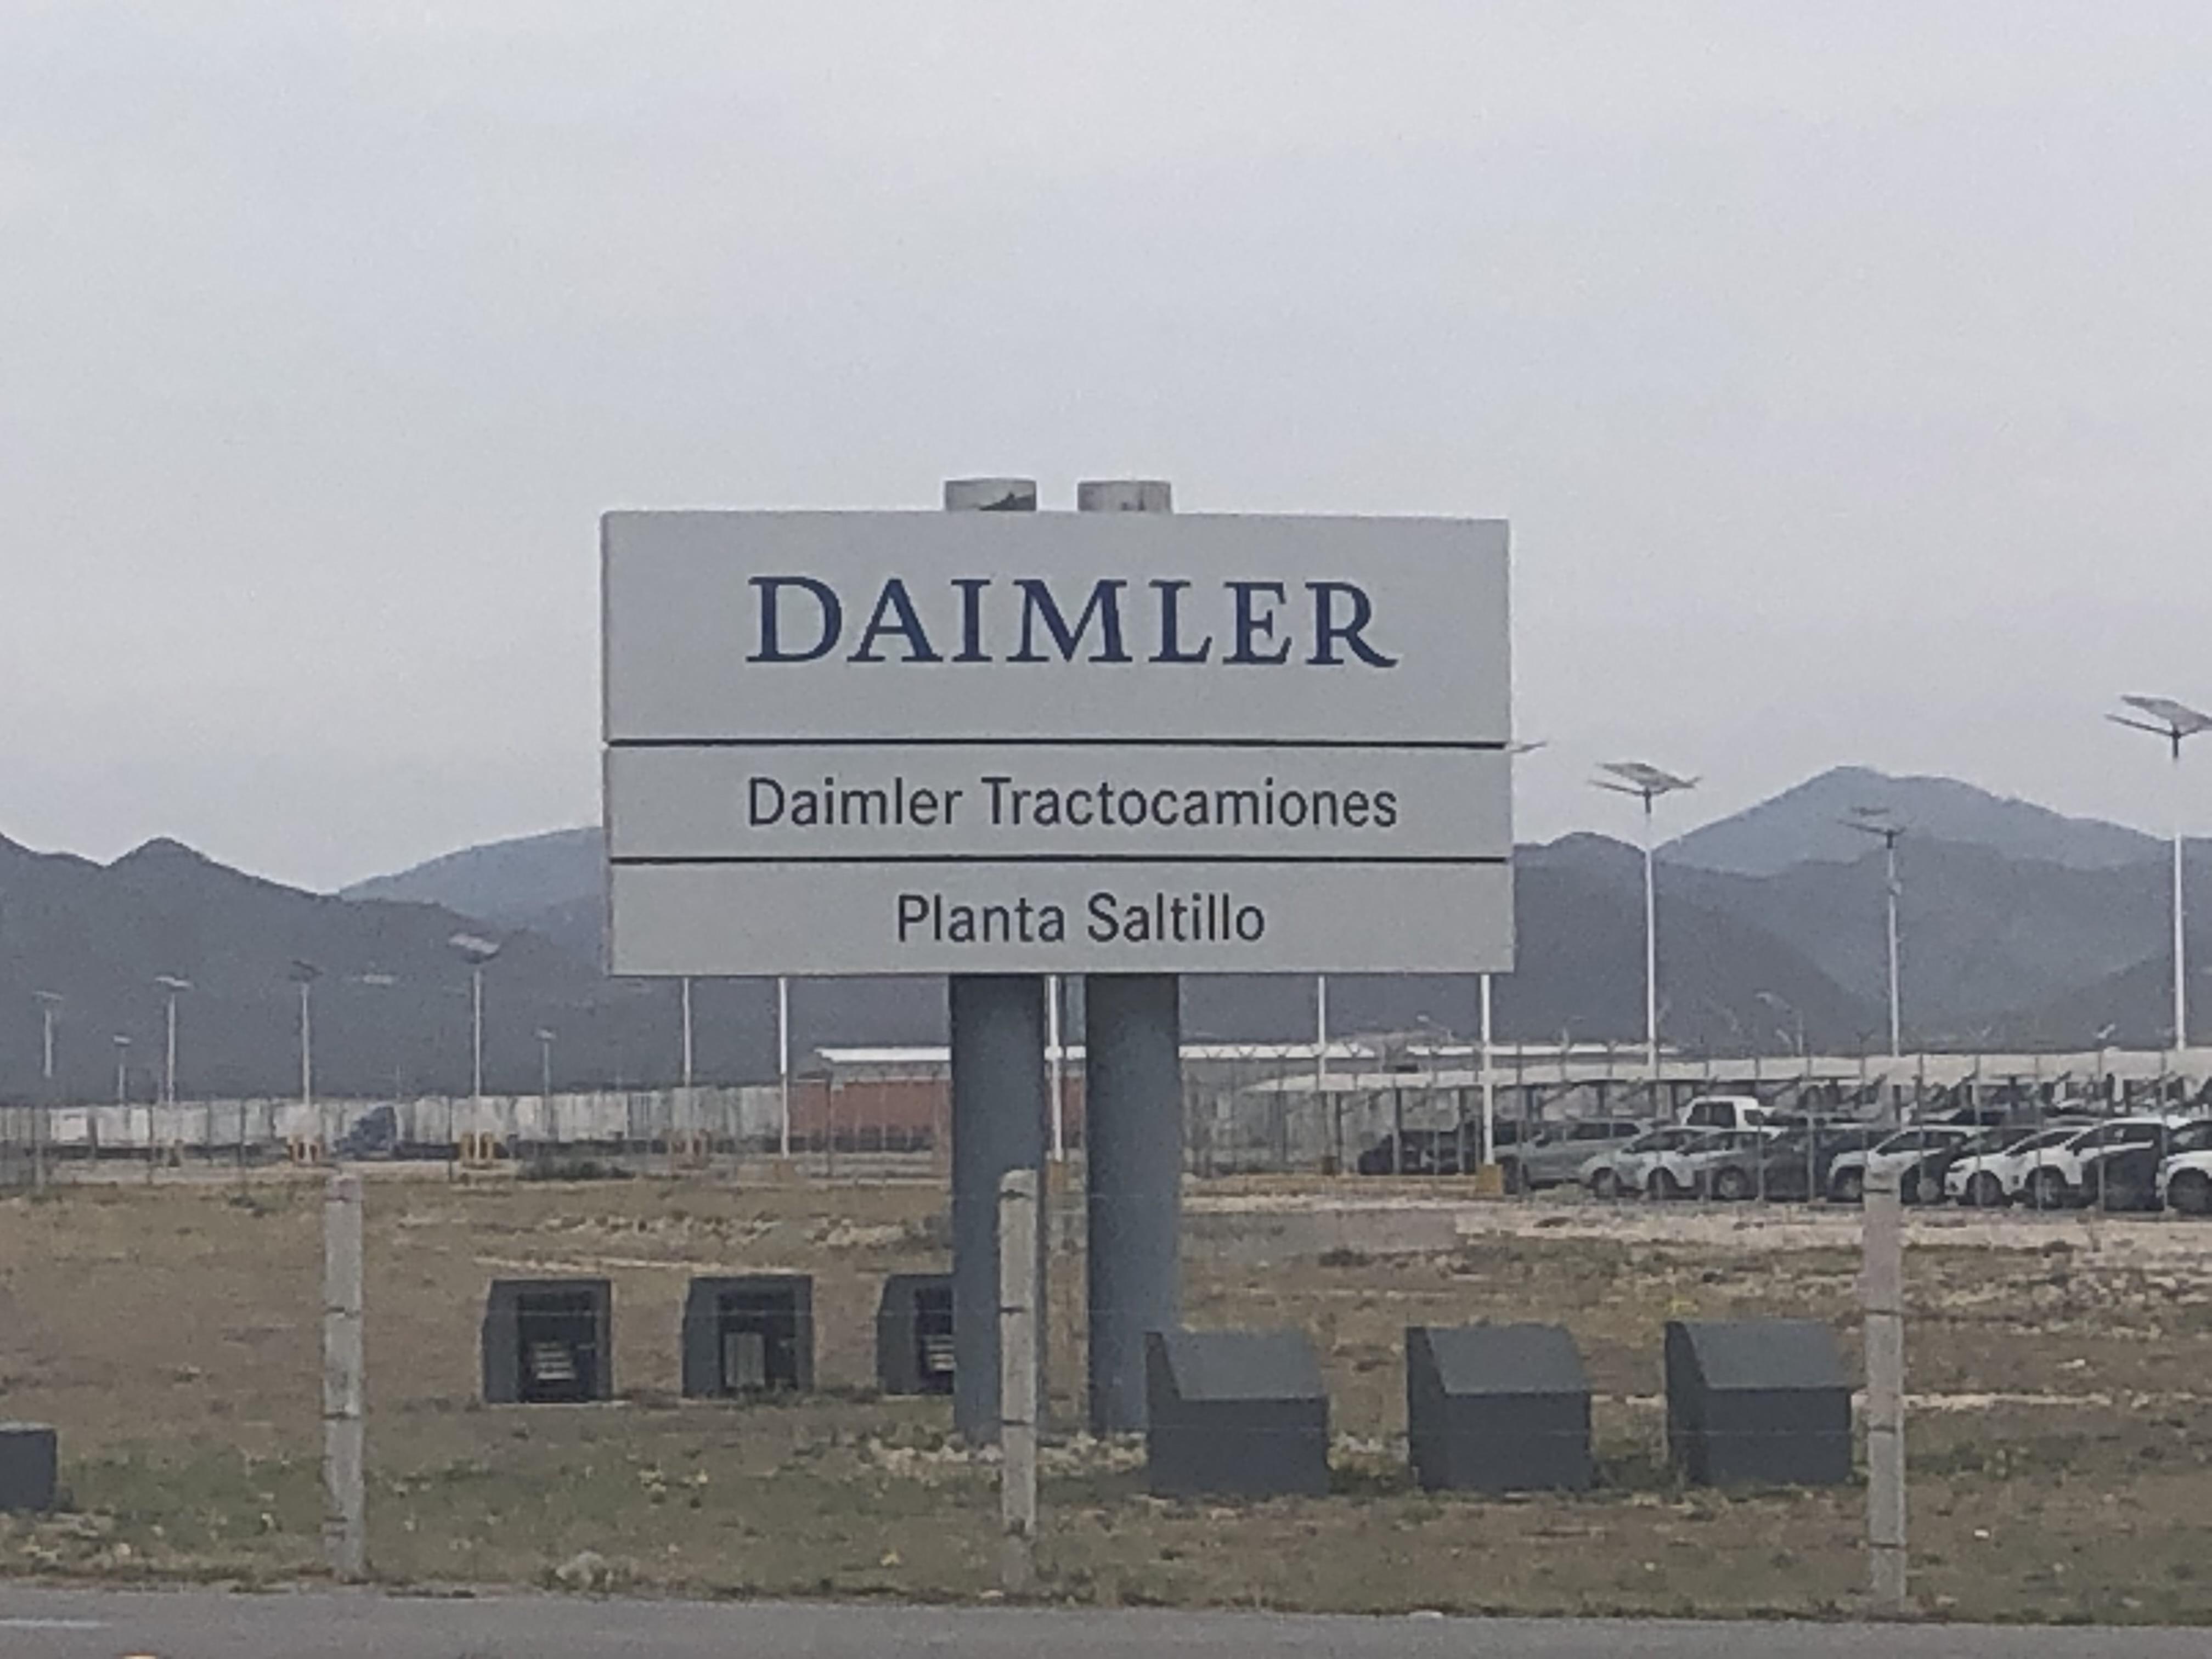 DAIMLER
Daimler Tractocamiones
Planta Saltillo